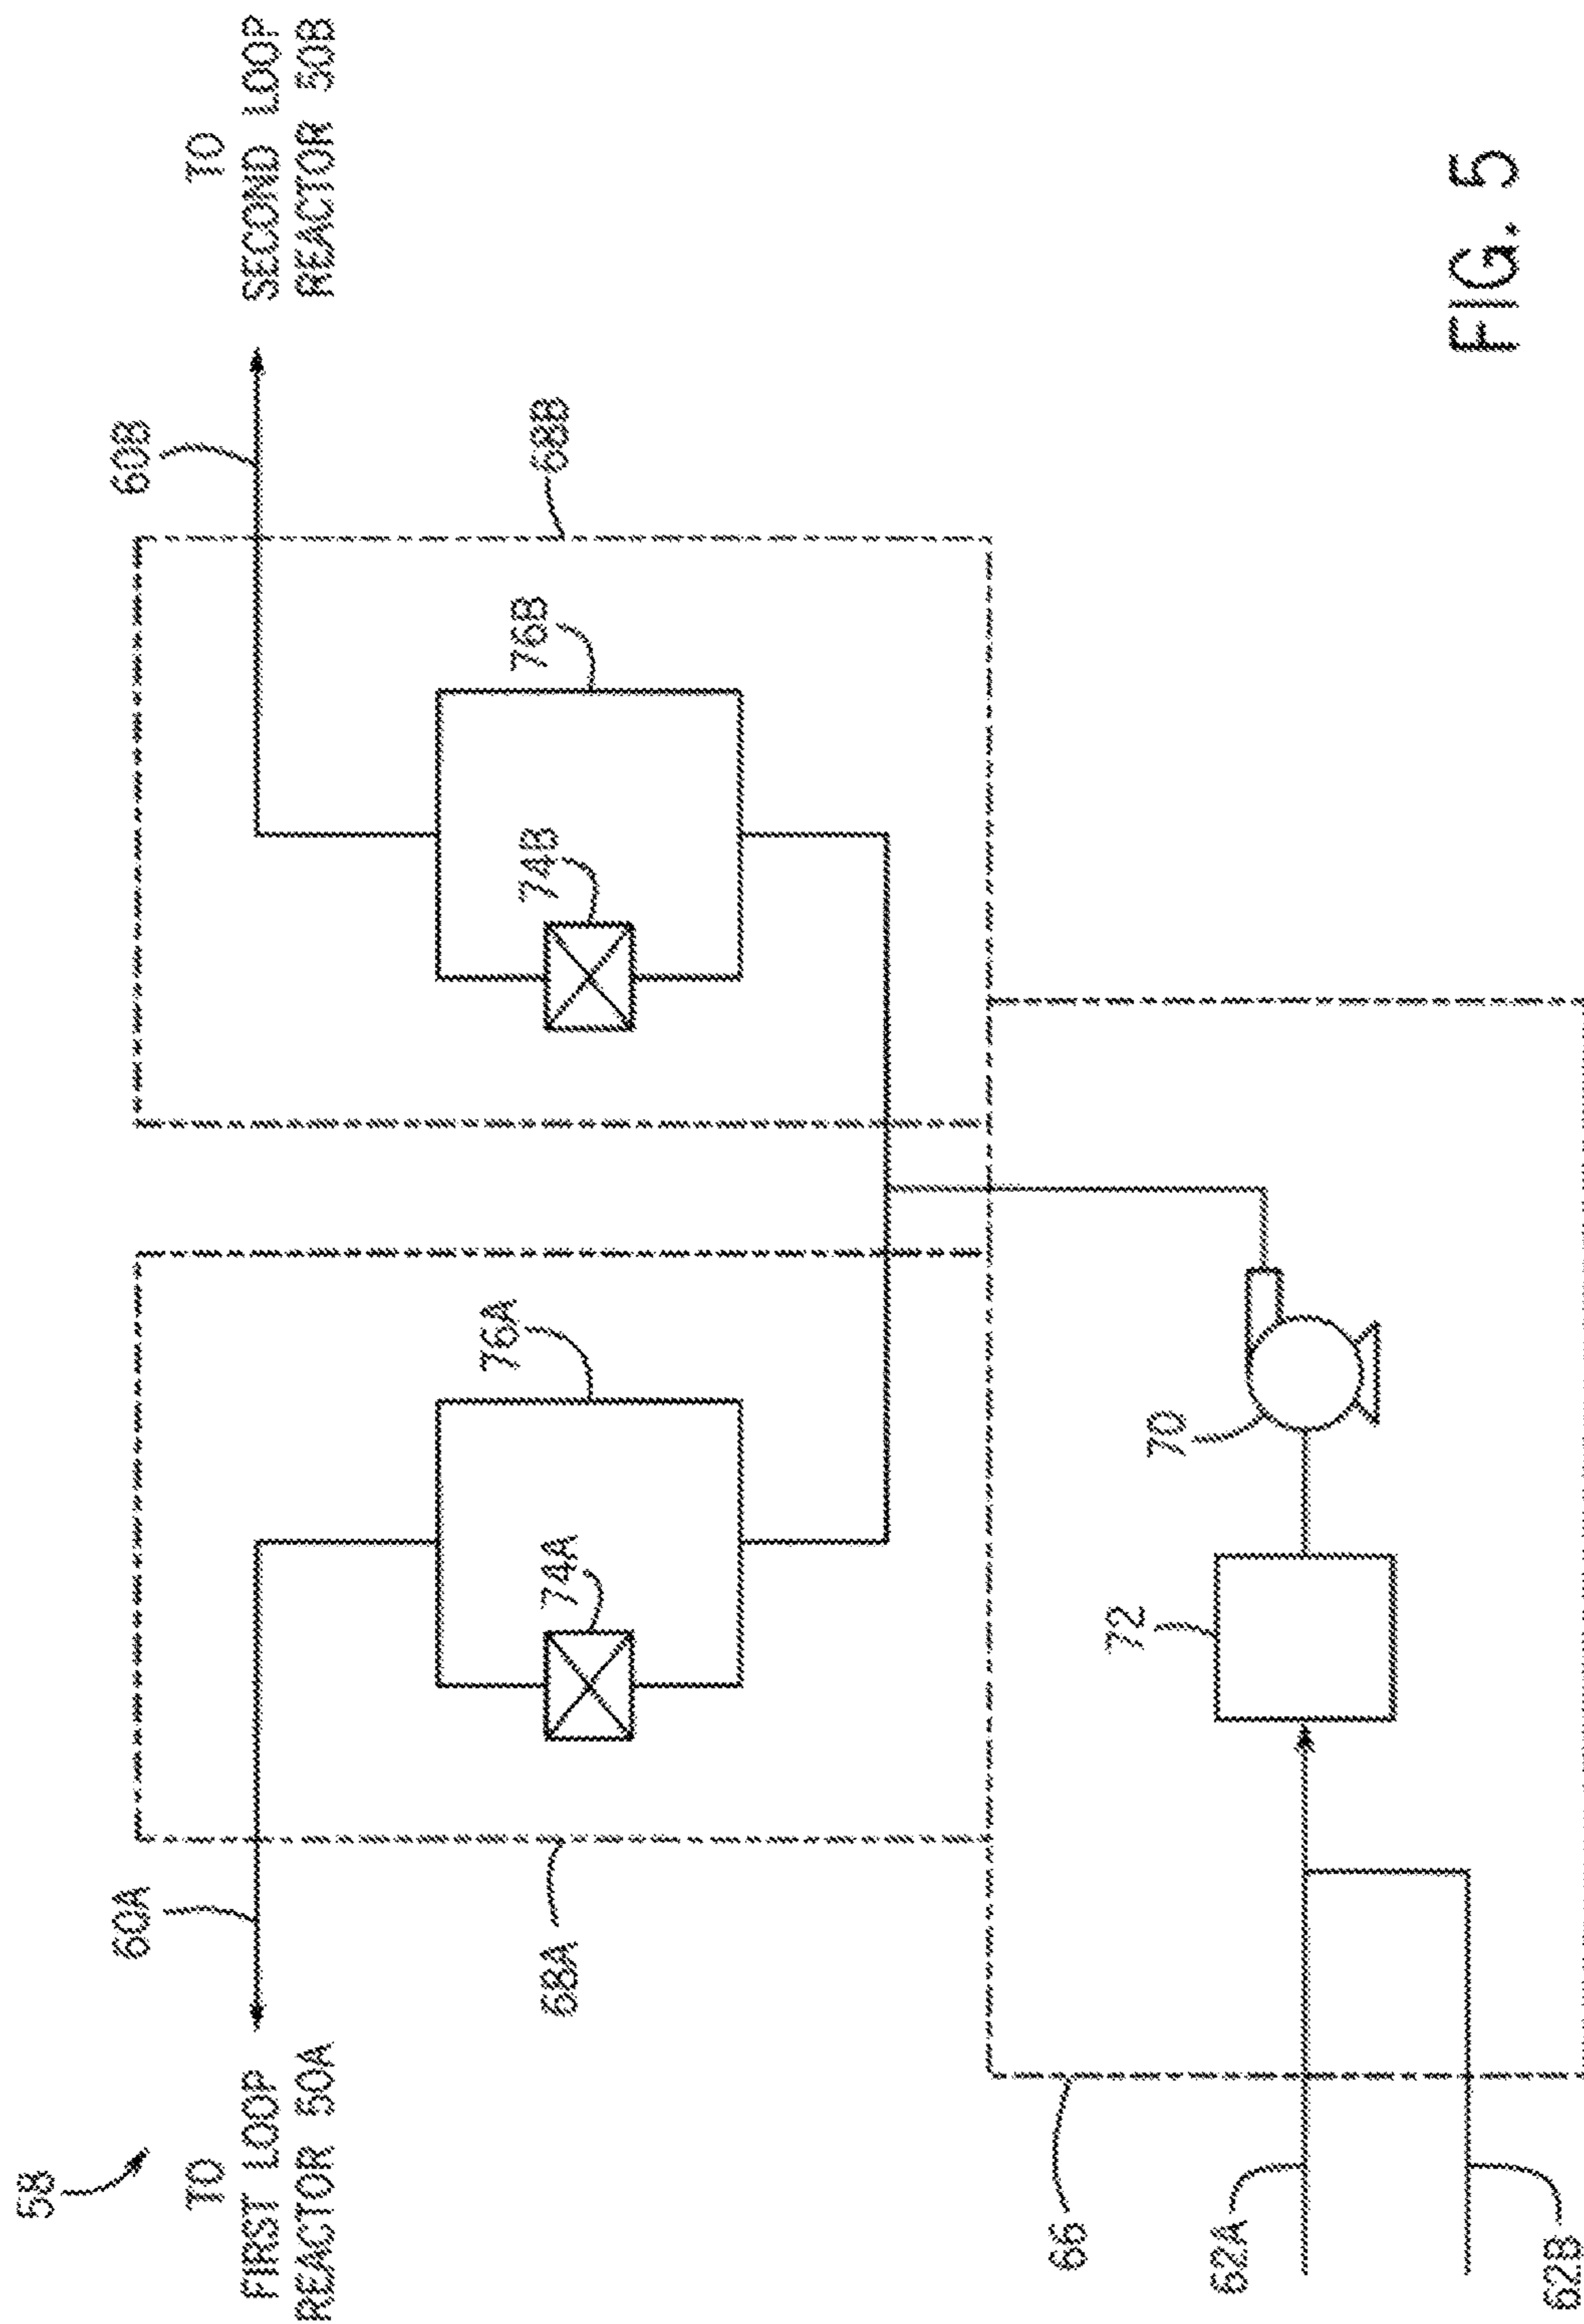 58
TO
FIRST LOOP
REACTOR 50A
60A
60B
TO
SECOND LOOP
REACTOR 50B
68A
74A
76A
74B
76B
68B
66
62A
62B
72
70
FIG. 5